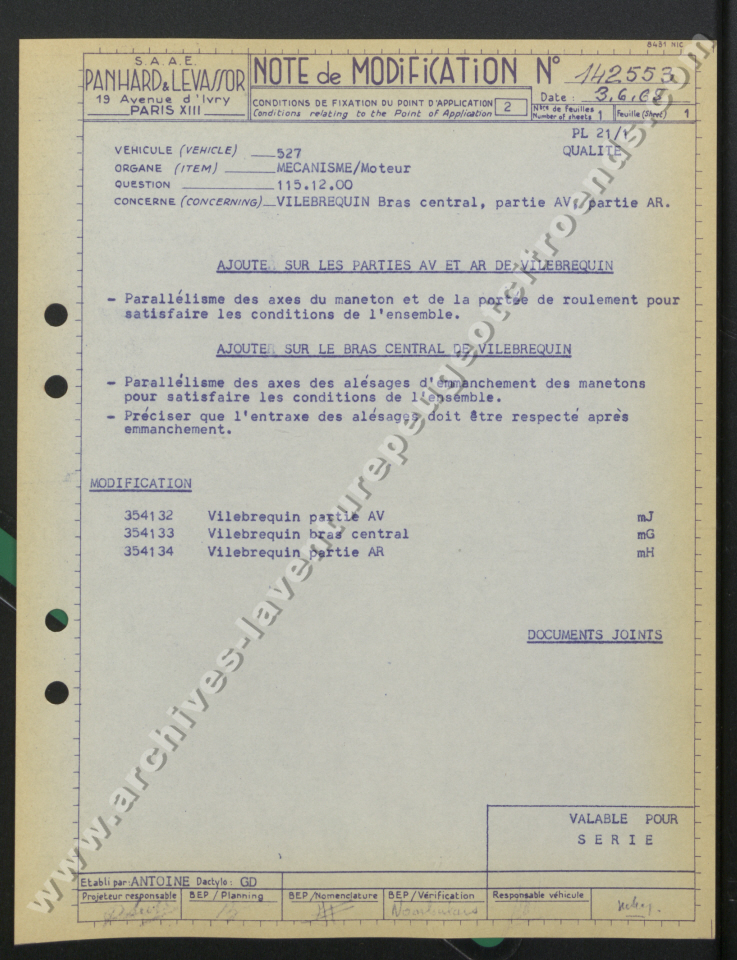 8431 NIC
S.A.A.E.
PANHARD & LEVASSOR
19 Avenue d'Ivry
PARIS XIII
NOTE de MODIFICATION N° 142553
CONDITIONS DE FIXATION DU POINT D'APPLICATION 2
Conditions relating to the Point of Application
Date: 3.6.65
Nbre de feuilles 1
Number of sheets
Feuille (Sheet) 1
PL 21/1
QUALITE
VEHICULE (VEHICLE) 527
ORGANE (ITEM) MECANISME/Moteur
QUESTION 115.12.00
CONCERNE (CONCERNING) VILEBREQUIN Bras central, partie AV, partie AR.
AJOUTE SUR LES PARTIES AV ET AR DE VILEBREQUIN
- Parallélisme des axes du maneton et de la portée de roulement pour
satisfaire les conditions de l'ensemble.
AJOUTE SUR LE BRAS CENTRAL DE VILEBREQUIN
- Parallélisme des axes des alésages d'emmanchement des manetons
pour satisfaire les conditions de l'ensemble.
- Préciser que l'entraxe des alésages doit être respecté après
emmanchement.
MODIFICATION
354132 Vilebrequin partie AV mJ
354133 Vilebrequin bras central mG
354134 Vilebrequin partie AR mH
DOCUMENTS JOINTS
VALABLE POUR
SERIE
Etabli par: ANTOINE Dactylo: GD
Projeteur responsable
BEP / Planning
BEP / Nomenclature
BEP / Vérification
Responsable véhicule
www.archives-laventurepeugeotcitroends.com